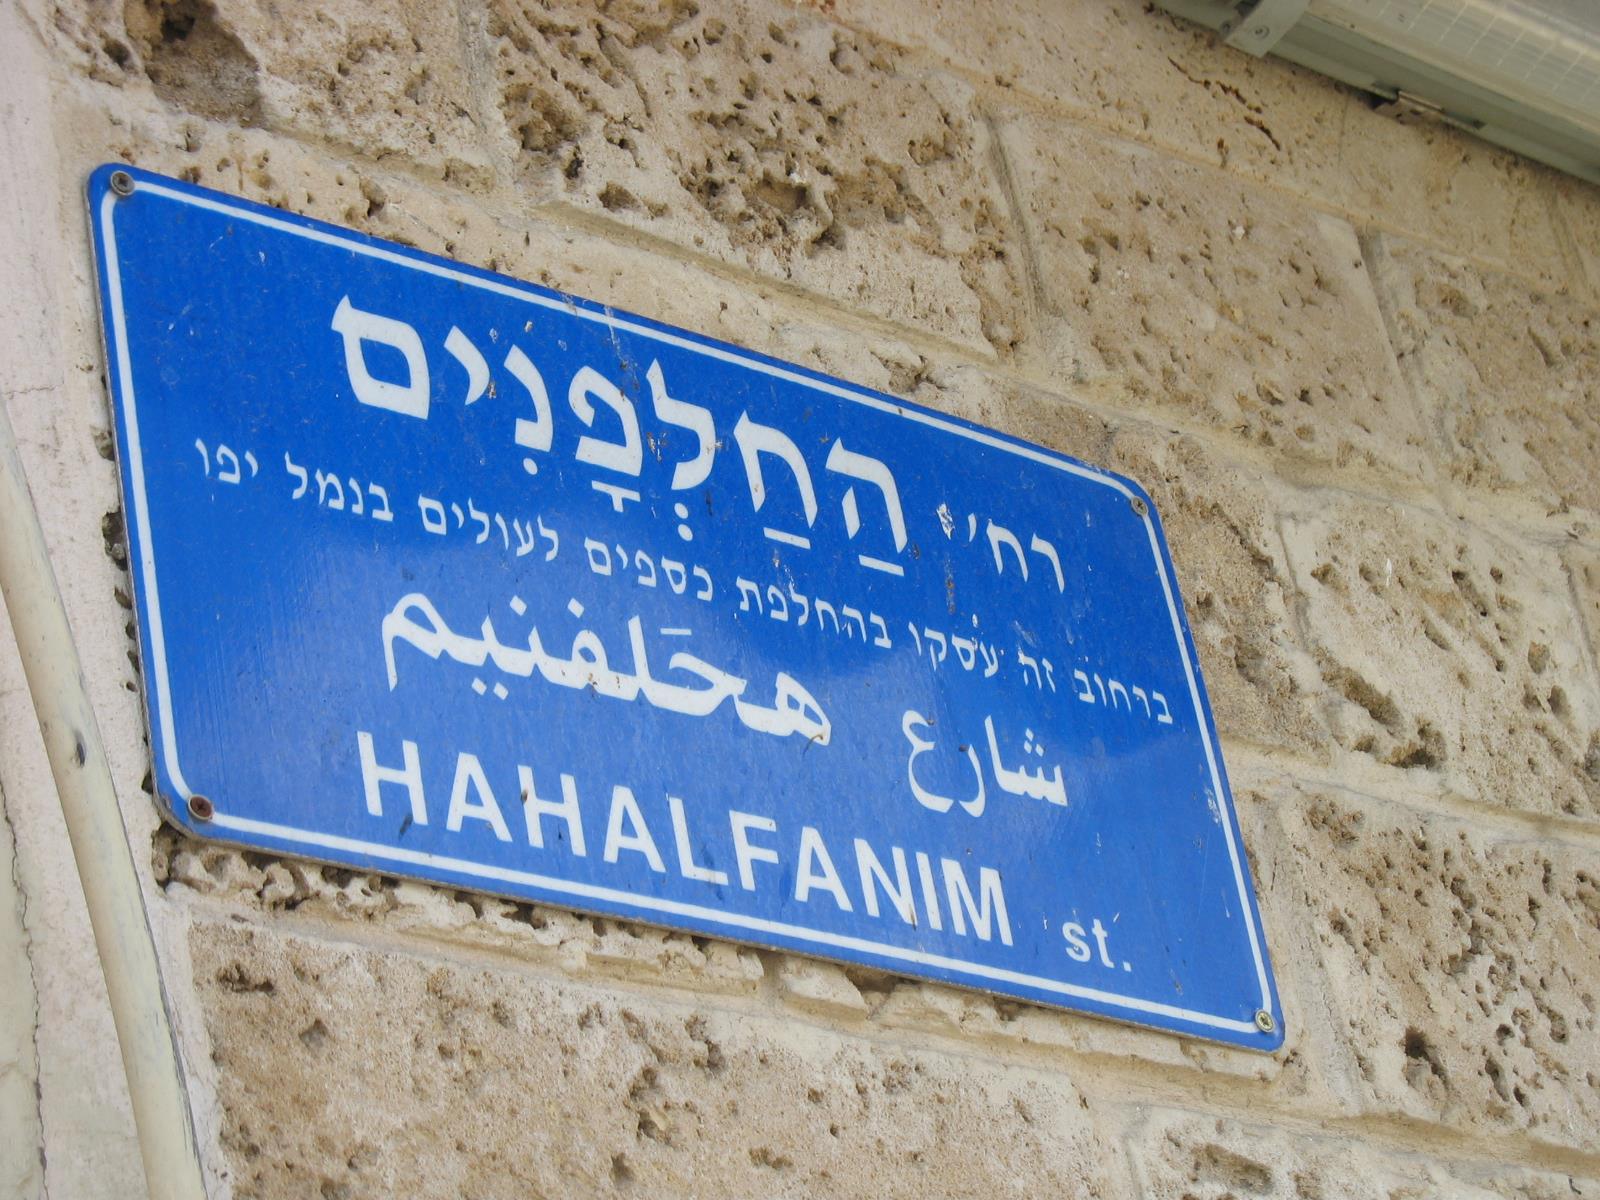 רח' הַחַלְפָנִים
ברחוב זה עסקו בהחלפת כספים לעולים בנמל יפו
شارع هحَلفنيم
HAHALFANIM st.